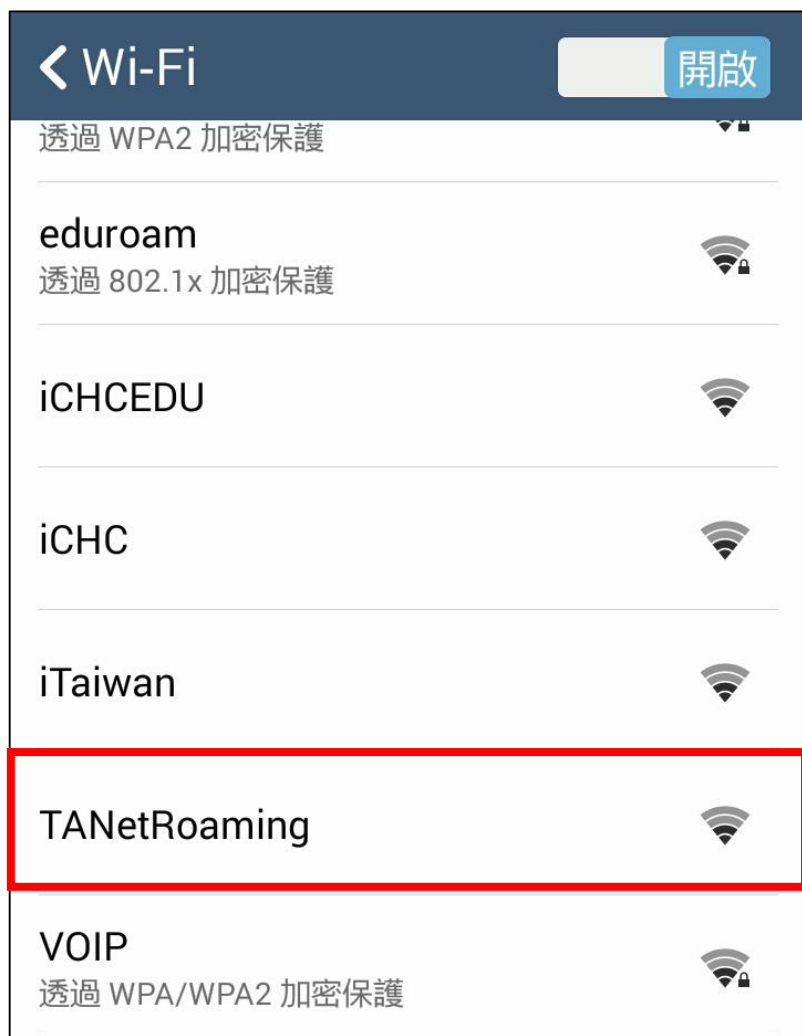 Wi-Fi
開啟
透過 WPA2 加密保護
eduroam
透過 802.1x 加密保護
iCHCEDU
iCHC
iTaiwan
TANetRoaming
VOIP
透過 WPA/WPA2 加密保護